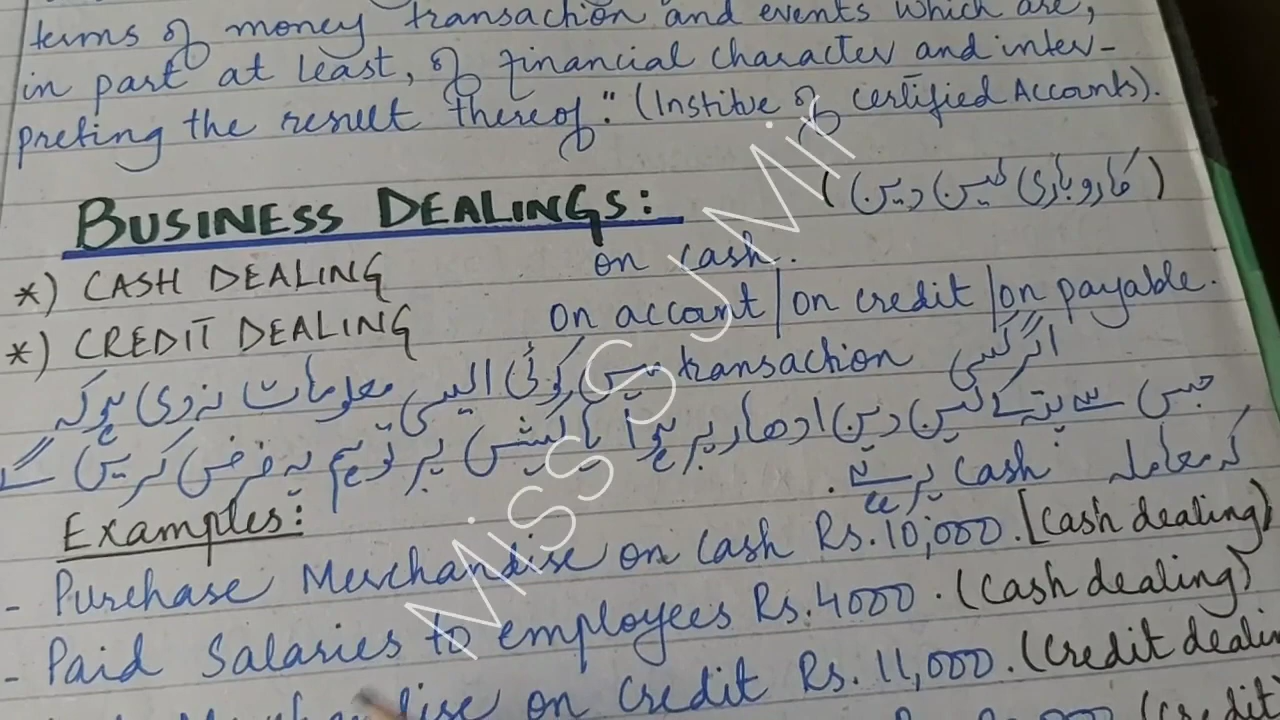 terms of money transaction and events which are,
in part at least, of financial character and inter-
preting the result thereof." (Institue of certified Accounts).
BUSINESS DEALINGS: (کاروباری لین دین)
*) CASH DEALING on cash.
*) CREDIT DEALING on account/on credit/on payable.
اگر کسی transaction میں کوئی ایسی معلومات نہ دی ہو کہ
جس سے پتہ لین دین ادھار پر ہوا یا کیش پر تو ہم یہ فرض کریں گے
کہ معاملہ cash پر ہے۔
Examples:
- Purchase Merchandise on cash Rs.10,000. [Cash dealing)
- Paid Salaries to employees Rs.4000. (Cash dealing)
on credit Rs. 11,000. (Credit dealin
(credit
Miss G J Mir